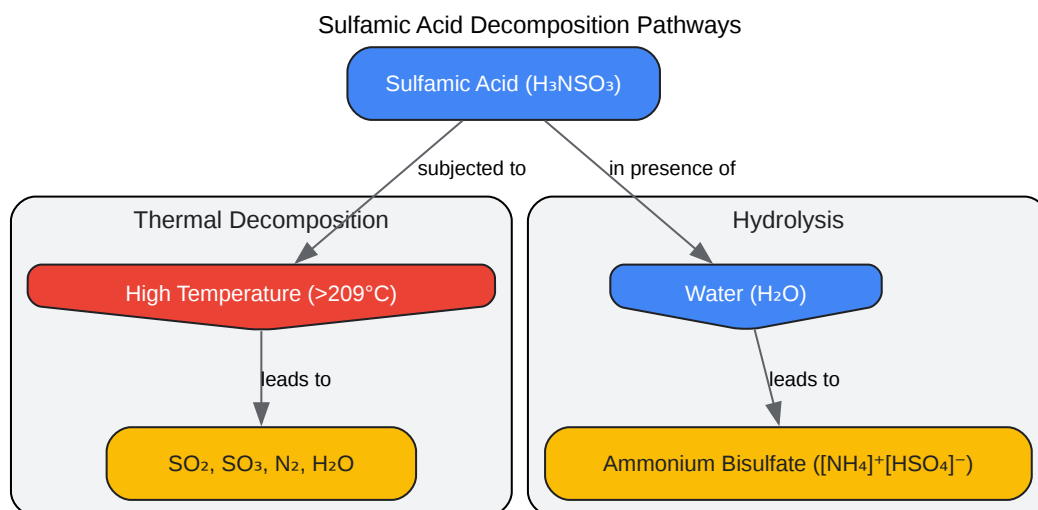 Sulfamic Acid Decomposition Pathways
Sulfamic Acid (H₃NSO₃)
subjected to
in presence of
Thermal Decomposition
Hydrolysis
High Temperature (>209°C)
Water (H₂O)
leads to
leads to
SO₂, SO₃, N₂, H₂O
Ammonium Bisulfate ([NH₄]⁺[HSO₄]⁻)